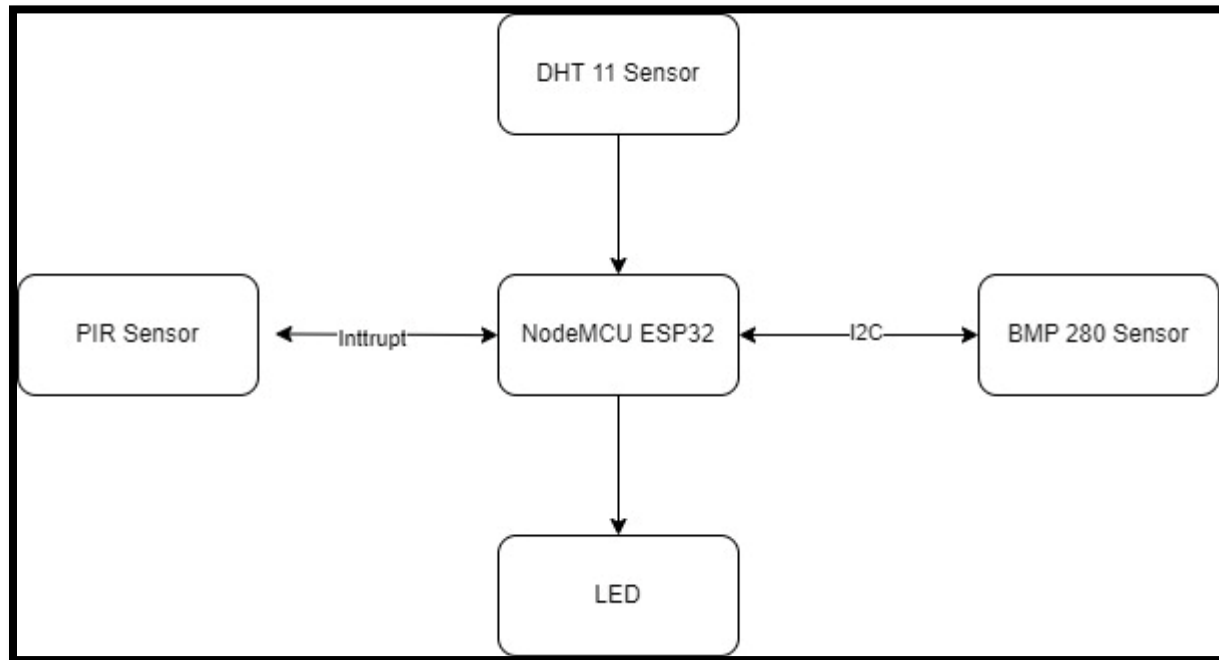 DHT 11 Sensor
PIR Sensor
Inttrupt
NodeMCU ESP32
I2C
BMP 280 Sensor
LED